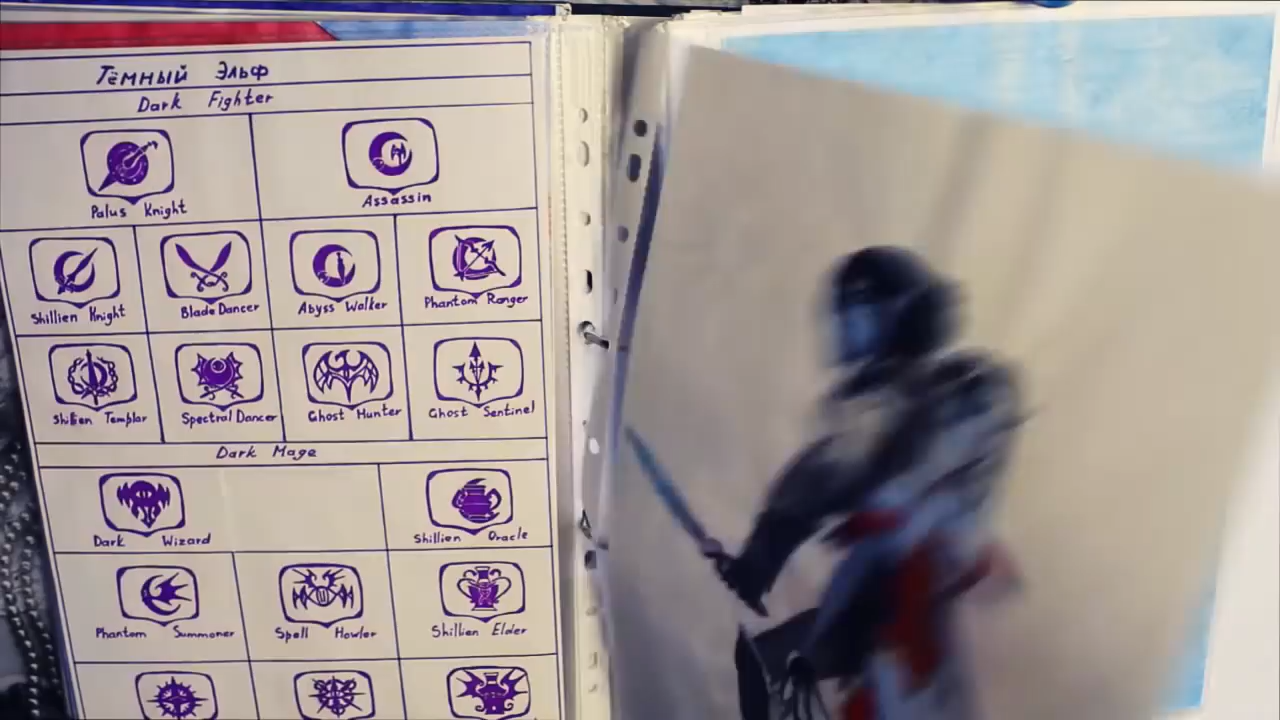 Тёмный Эльф
Dark Fighter
Palus Knight
Assassin
Shillien Knight
Blade Dancer
Abyss Walker
Phantom Ranger
Shillien Templar
Spectral Dancer
Ghost Hunter
Ghost Sentinel
Dark Mage
Dark Wizard
Shillien Oracle
Phantom Summoner
Spell Howler
Shillien Elder